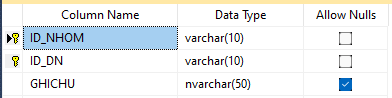 Column Name Data Type Allow Nulls
ID_NHOM varchar(10)
ID_DN varchar(10)
GHICHU nvarchar(50)